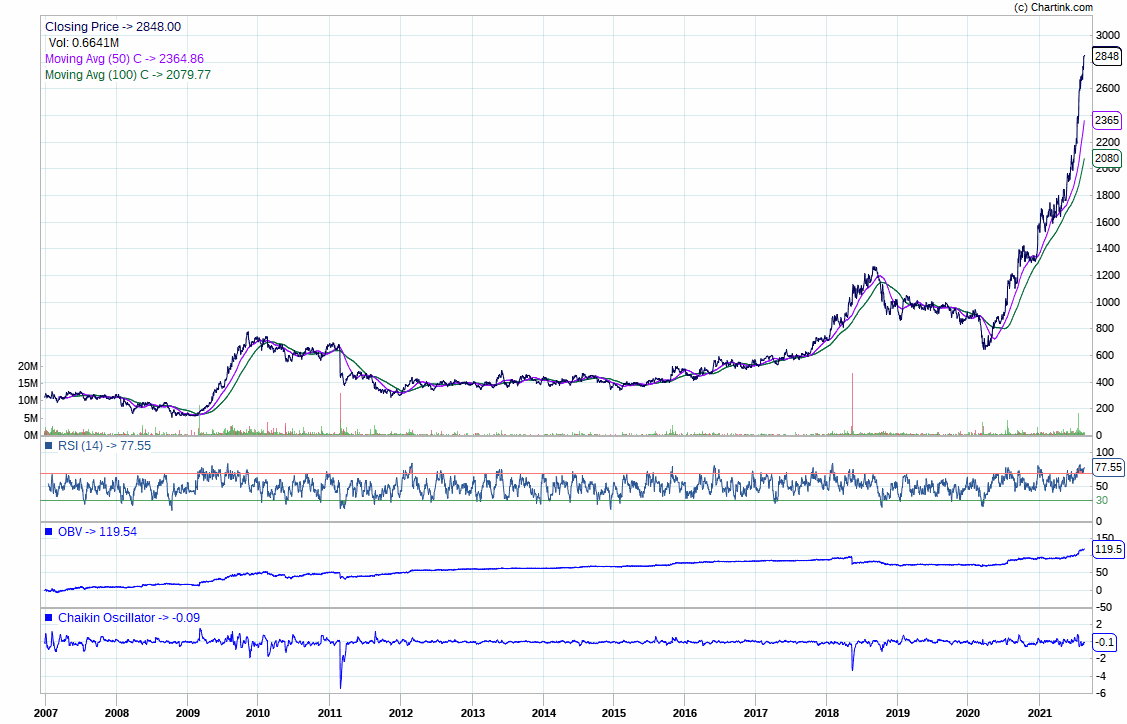 (c) Chartink.com
Closing Price -> 2848.00
Vol: 0.6641M
Moving Avg (50) C -> 2364.86
Moving Avg (100) C -> 2079.77
3000
2848
2600
2365
2200
2080
2000
1800
1600
1400
1200
1000
800
600
400
200
0
20M
15M
10M
5M
0M
RSI (14) -> 77.55
100
77.55
50
30
0
OBV -> 119.54
150
119.5
50
0
-50
Chaikin Oscillator -> -0.09
2
-0.1
-2
-4
-6
2007 2008 2009 2010 2011 2012 2013 2014 2015 2016 2017 2018 2019 2020 2021